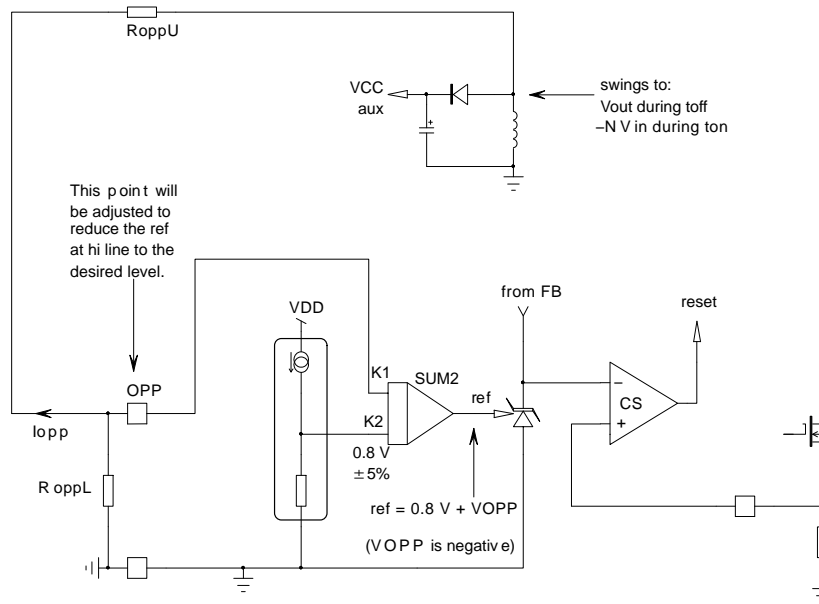 RoppU
VCC
aux
swings to:
Vout during toff
–N V in during ton
This point will
be adjusted to
reduce the ref
at hi line to the
desired level.
from FB
reset
VDD
OPP
K1
SUM2
ref
K2
CS
–
+
Iopp
0.8 V
±5%
R oppL
ref = 0.8 V + VOPP
(VOPP is negative)
+